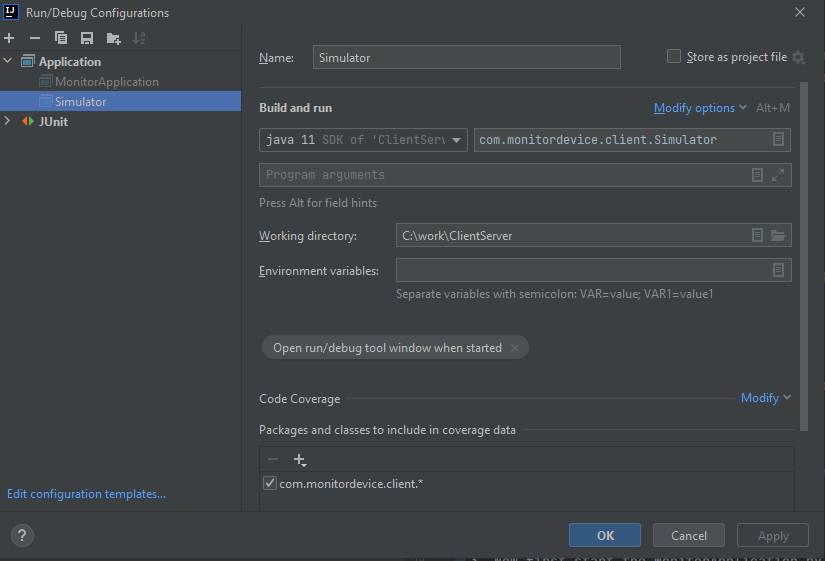 IJ Run/Debug Configurations
Application
MonitorApplication
Simulator
JUnit
Edit configuration templates...
Name: Simulator Store as project file
Build and run Modify options Alt+M
java 11 SDK of 'ClientServ com.monitordevice.client.Simulator
Program arguments
Press Alt for field hints
Working directory: C:\work\ClientServer
Environment variables:
Separate variables with semicolon: VAR=value; VAR1=value1
Open run/debug tool window when started
Code Coverage Modify
Packages and classes to include in coverage data
com.monitordevice.client.*
? OK Cancel Apply